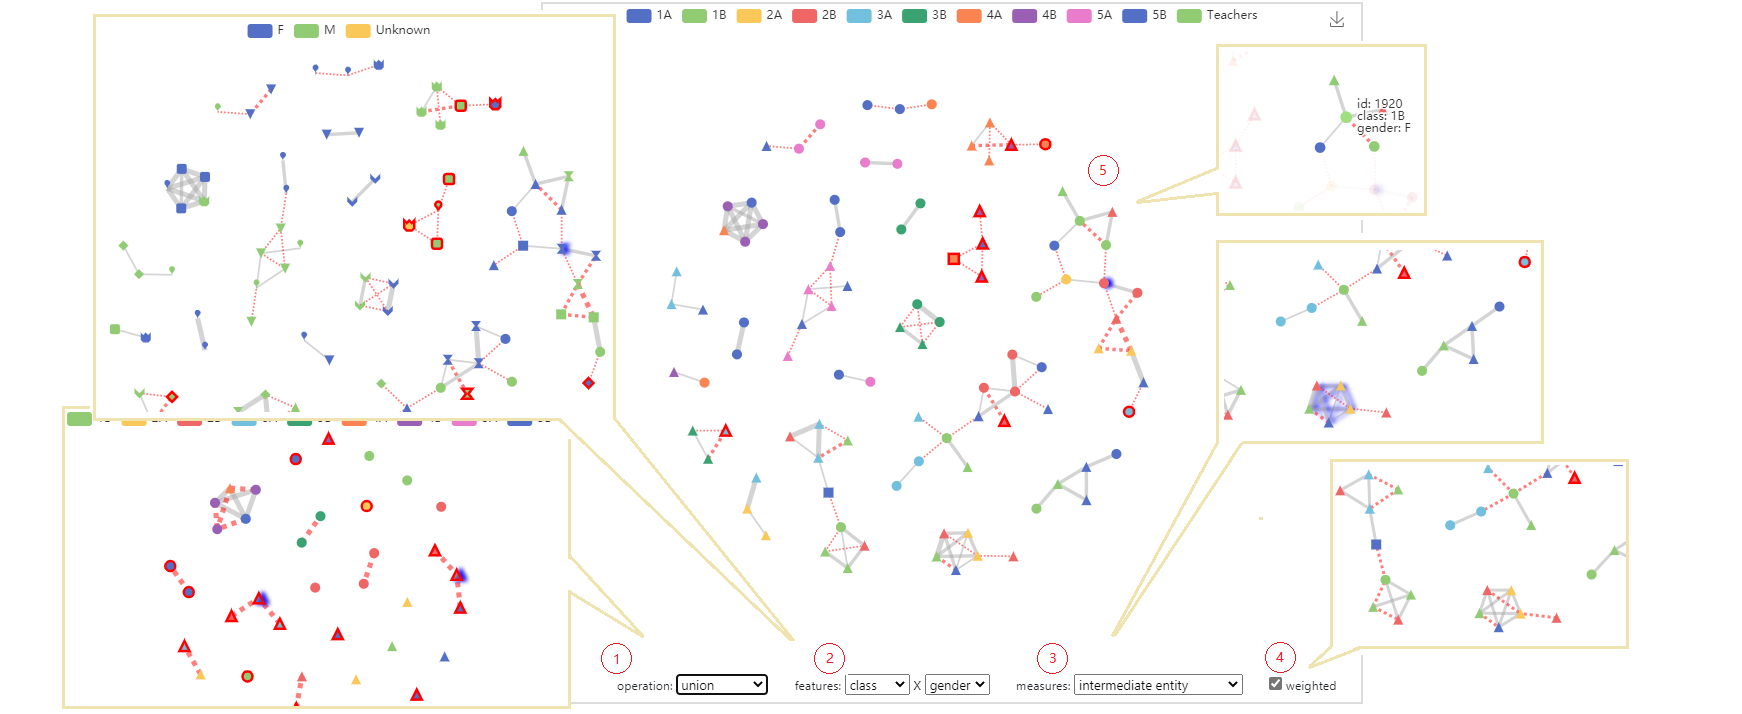 F M Unknown
1A 1B 2A 2B 3A 3B 4A 4B 5A 5B Teachers
id: 1920
class: 1B
gender: F
5
1 2 3 4
operation: union features: class X gender measures: intermediate entity weighted